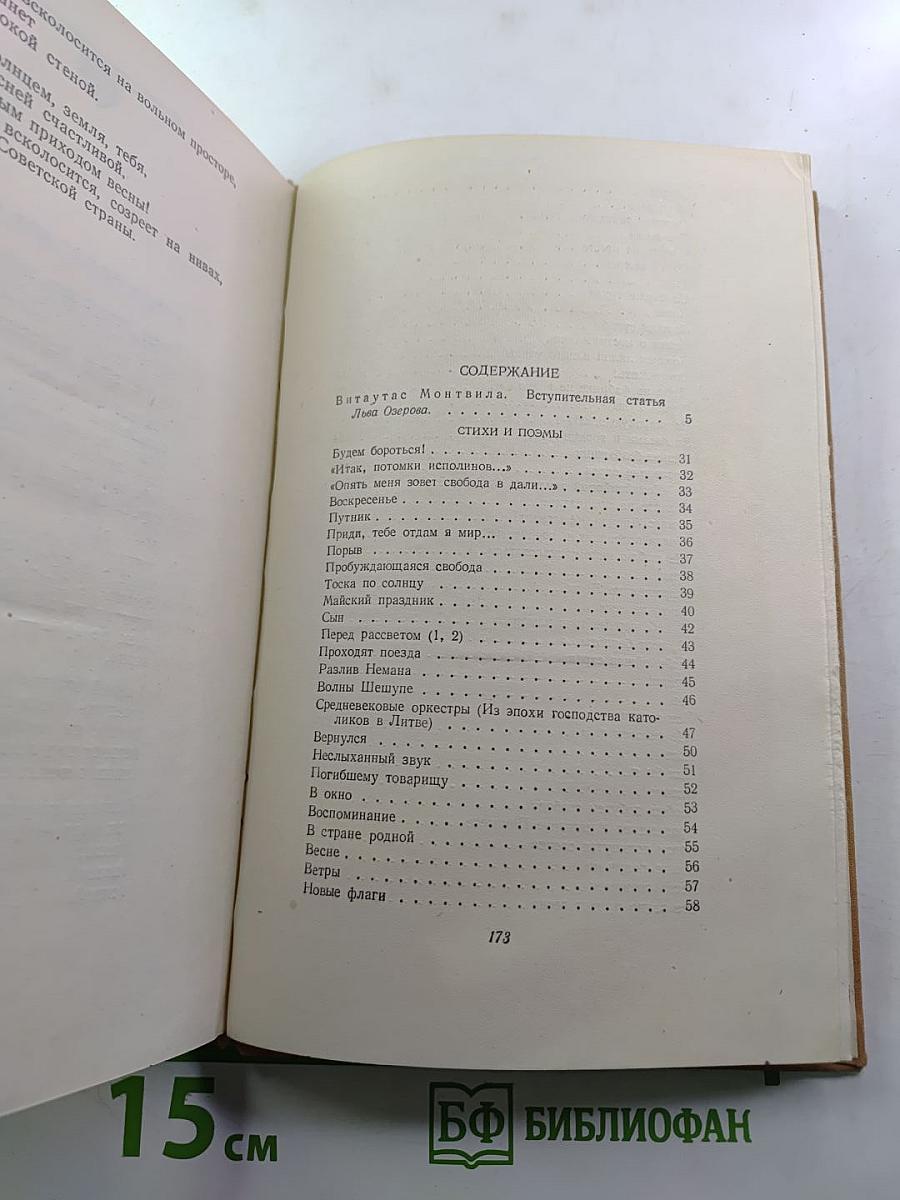 всколосится на вольном просторе,
окой стеной.
земля, тебя,
счастливой,
приходом весны!
всколосится, созреет на нивах,
Советской страны.
СОДЕРЖАНИЕ
Витаутас Монтвила. Вступительная статья
Льва Озерова. . . . . . . . . . . . . . . . . . 5
СТИХИ И ПОЭМЫ
Будем бороться! . . . . . . . . . . . . . . . . . 31
«Итак, потомки исполинов...» . . . . . . . . . . . 32
«Опять меня зовет свобода в дали...» . . . . . . . . 33
Воскресенье . . . . . . . . . . . . . . . . . . 34
Путник . . . . . . . . . . . . . . . . . . . . 35
Приди, тебе отдам я мир... . . . . . . . . . . . . 36
Порыв . . . . . . . . . . . . . . . . . . . . 37
Пробуждающаяся свобода . . . . . . . . . . . . . 38
Тоска по солнцу . . . . . . . . . . . . . . . . 39
Майский праздник . . . . . . . . . . . . . . . . 40
Сын . . . . . . . . . . . . . . . . . . . . . 42
Перед рассветом (1, 2) . . . . . . . . . . . . . . 43
Проходят поезда . . . . . . . . . . . . . . . . 44
Разлив Немана . . . . . . . . . . . . . . . . . 45
Волны Шешупе . . . . . . . . . . . . . . . . . 46
Средневековые оркестры (Из эпохи господства като-
ликов в Литве) . . . . . . . . . . . . . . . . 47
Вернулся . . . . . . . . . . . . . . . . . . . 50
Неслыханный звук . . . . . . . . . . . . . . . . 51
Погибшему товарищу . . . . . . . . . . . . . . . 52
В окно . . . . . . . . . . . . . . . . . . . . 53
Воспоминание . . . . . . . . . . . . . . . . . . 54
В стране родной . . . . . . . . . . . . . . . . 55
Весне . . . . . . . . . . . . . . . . . . . . . 56
Ветры . . . . . . . . . . . . . . . . . . . . 57
Новые флаги . . . . . . . . . . . . . . . . . . 58
173
15 см
БФ БИБЛИОФАН